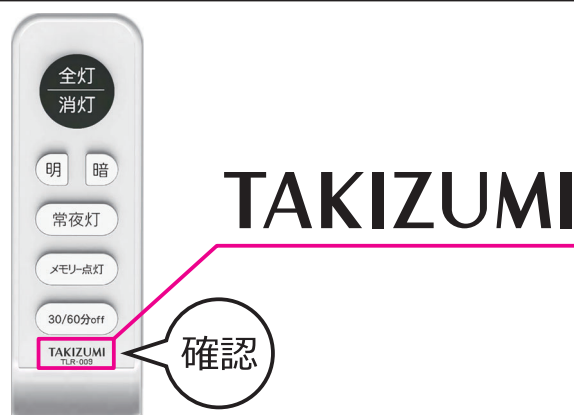 全灯
消灯
明 暗
常夜灯
メモリー点灯
30/60分off
TAKIZUMI
TLR-009
TAKIZUMI
確認